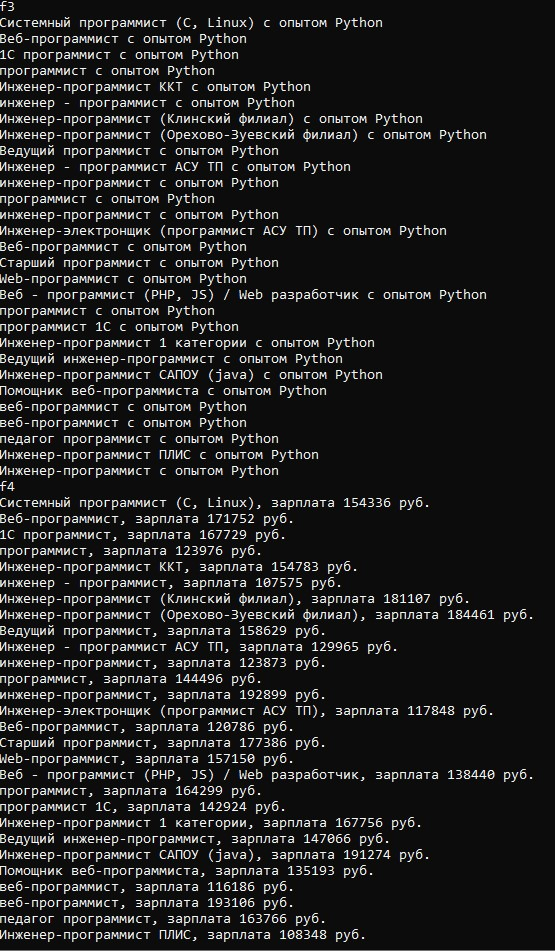 f3
Системный программист (C, Linux) с опытом Python
Веб-программист с опытом Python
1С программист с опытом Python
программист с опытом Python
Инженер-программист ККТ с опытом Python
инженер - программист с опытом Python
Инженер-программист (Клинский филиал) с опытом Python
Инженер-программист (Орехово-Зуевский филиал) с опытом Python
Ведущий программист с опытом Python
Инженер - программист АСУ ТП с опытом Python
инженер-программист с опытом Python
программист с опытом Python
инженер-программист с опытом Python
Инженер-электронщик (программист АСУ ТП) с опытом Python
Веб-программист с опытом Python
Старший программист с опытом Python
Web-программист с опытом Python
Веб - программист (PHP, JS) / Web разработчик с опытом Python
программист с опытом Python
программист 1С с опытом Python
Инженер-программист 1 категории с опытом Python
Ведущий инженер-программист с опытом Python
Инженер-программист САПОУ (java) с опытом Python
Помощник веб-программиста с опытом Python
веб-программист с опытом Python
веб-программист с опытом Python
педагог программист с опытом Python
Инженер-программист ПЛИС с опытом Python
Инженер-программист с опытом Python
f4
Системный программист (C, Linux), зарплата 154336 руб.
Веб-программист, зарплата 171752 руб.
1С программист, зарплата 167729 руб.
программист, зарплата 123976 руб.
Инженер-программист ККТ, зарплата 154783 руб.
инженер - программист, зарплата 107575 руб.
Инженер-программист (Клинский филиал), зарплата 181107 руб.
Инженер-программист (Орехово-Зуевский филиал), зарплата 184461 руб.
Ведущий программист, зарплата 158629 руб.
Инженер - программист АСУ ТП, зарплата 129965 руб.
инженер-программист, зарплата 123873 руб.
программист, зарплата 144496 руб.
инженер-программист, зарплата 192899 руб.
Инженер-электронщик (программист АСУ ТП), зарплата 117848 руб.
Веб-программист, зарплата 120786 руб.
Старший программист, зарплата 177386 руб.
Web-программист, зарплата 157150 руб.
Веб - программист (PHP, JS) / Web разработчик, зарплата 138440 руб.
программист, зарплата 164299 руб.
программист 1С, зарплата 142924 руб.
Инженер-программист 1 категории, зарплата 167756 руб.
Ведущий инженер-программист, зарплата 147066 руб.
Инженер-программист САПОУ (java), зарплата 191274 руб.
Помощник веб-программиста, зарплата 135193 руб.
веб-программист, зарплата 116186 руб.
веб-программист, зарплата 193106 руб.
педагог программист, зарплата 163766 руб.
Инженер-программист ПЛИС, зарплата 108348 руб.